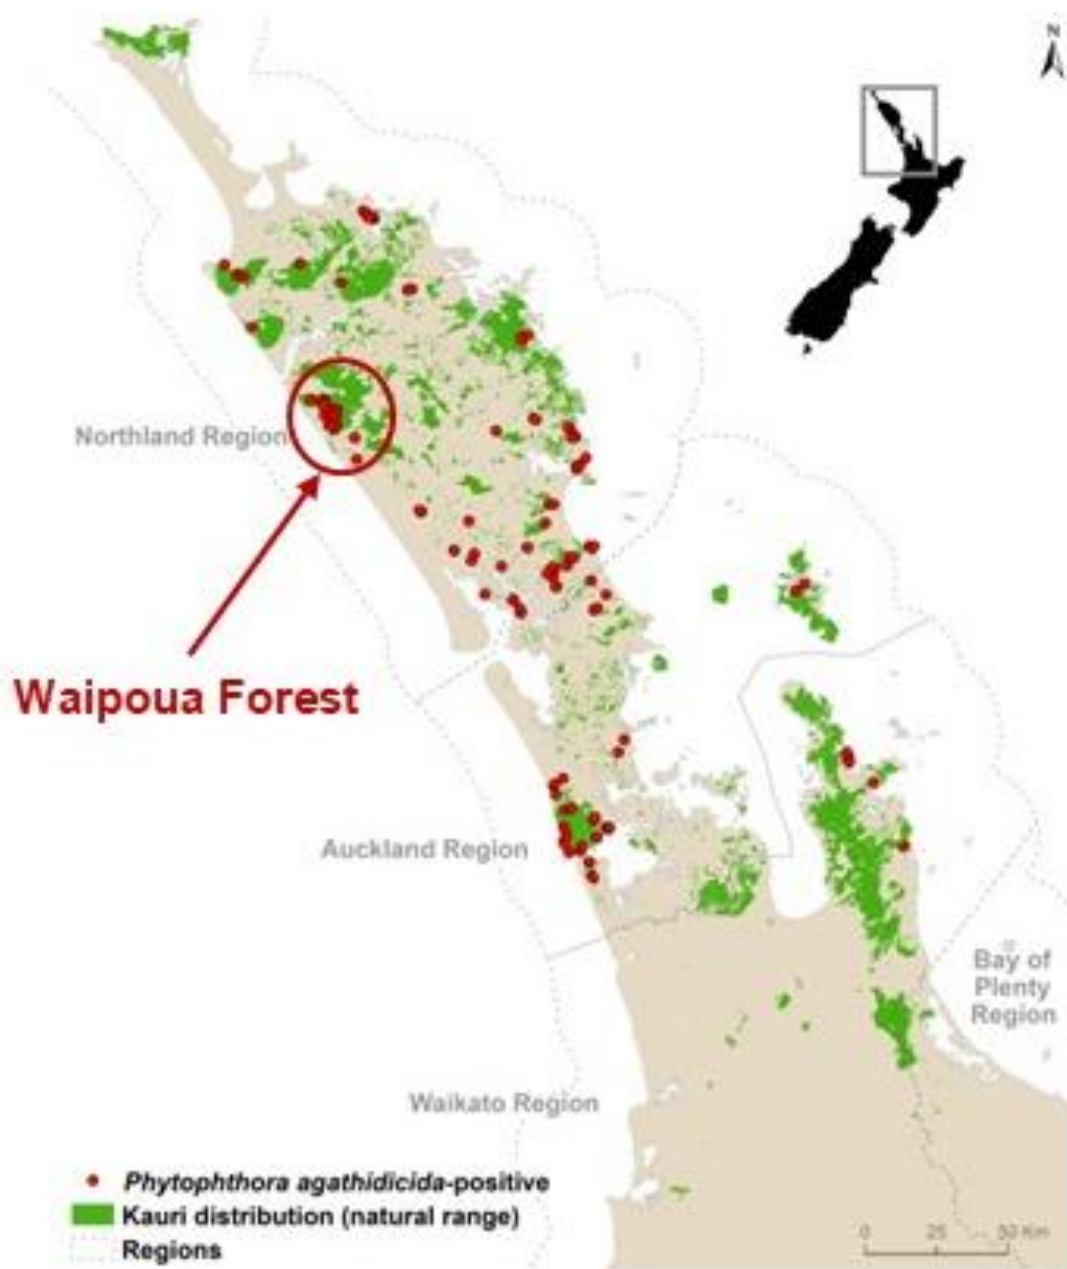 N
Northland Region
Waipoua Forest
Auckland Region
Bay of
Plenty
Region
Waikato Region
Phytophthora agathidicida-positive
Kauri distribution (natural range)
Regions
0 25 50 Km